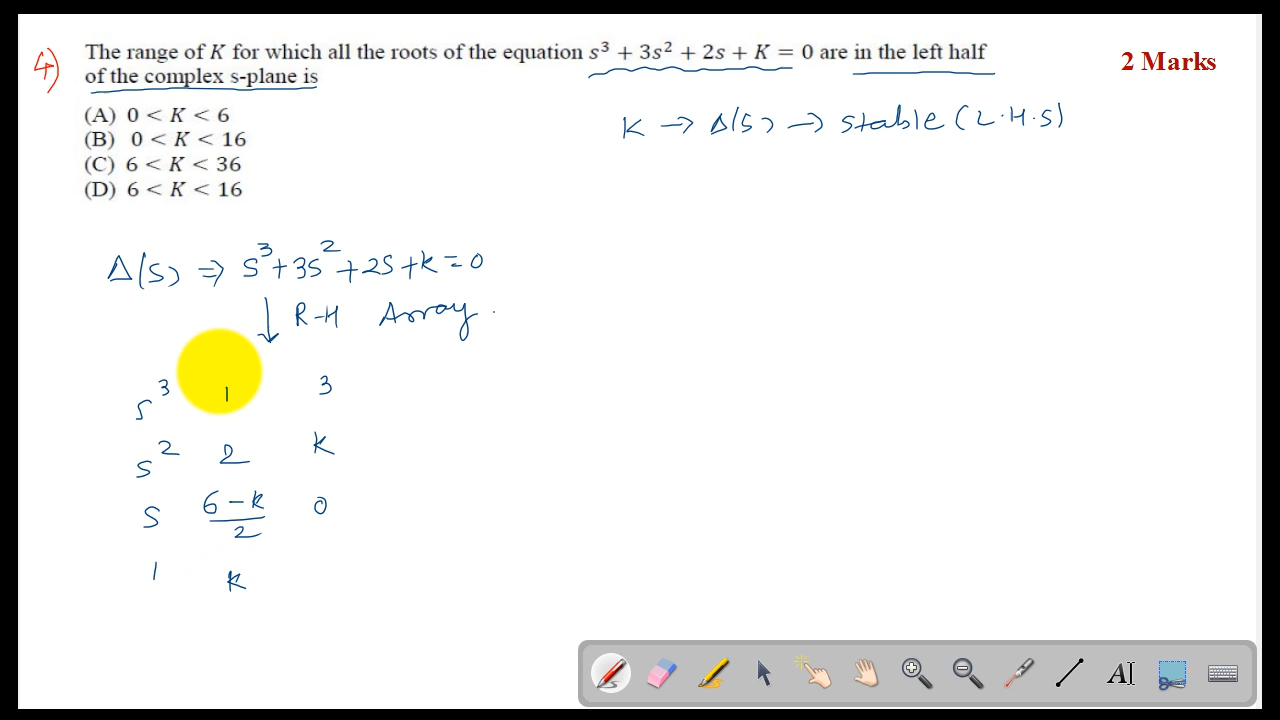 4)
The range of K for which all the roots of the equation s³ + 3s² + 2s + K = 0 are in the left half
of the complex s-plane is
2 Marks
(A) 0 < K < 6
(B) 0 < K < 16
(C) 6 < K < 36
(D) 6 < K < 16
K → Δ(S) → stable (L.H.S)
Δ(S) ⇒ S³+3S²+2S+K=0
↓ R-H Array.
S³ 1 3
S² 2 K
S (6-K)/2 0
1 K
A